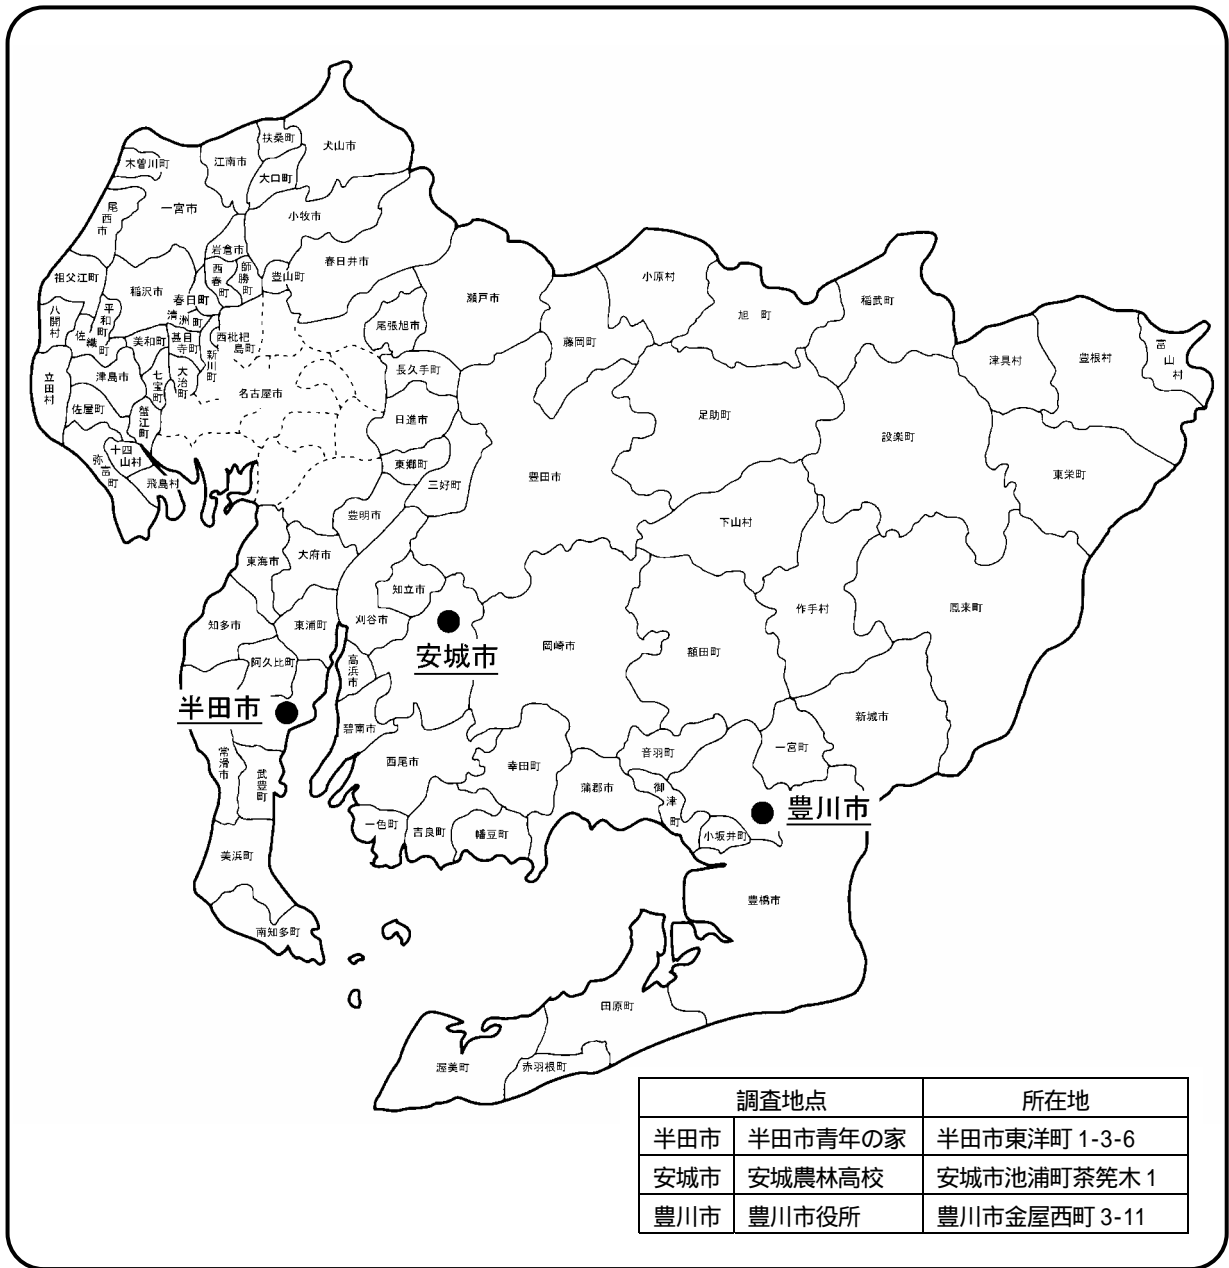 扶桑町
犬山市
木曽川町
江南市
大口町
尾西市
一宮市
小牧市
岩倉市
西春町
師勝町
豊山町
春日井市
祖父江町
稲沢市
春日町
清洲町
瀬戸市
小原村
旭町
稲武町
八開村
平和町
佐織町
美和町
甚目寺町
新川町
西枇杷島町
尾張旭市
藤岡町
津具村
豊根村
富山村
立田村
津島市
七宝町
大治町
名古屋市
長久手町
足助町
設楽町
佐屋町
蟹江町
日進市
東栄町
弥富町
十四山村
飛島村
東郷町
三好町
豊田市
豊明市
下山村
東海市
大府市
知立市
知多市
東浦町
刈谷市
作手村
鳳来町
阿久比町
高浜市
安城市
岡崎市
額田町
半田市
碧南市
新城市
常滑市
武豊町
西尾市
幸田町
音羽町
一宮町
蒲郡市
御津町
豊川市
一色町
吉良町
幡豆町
小坂井町
美浜町
豊橋市
南知多町
田原町
渥美町
赤羽根町
調査地点 所在地
半田市 半田市青年の家 半田市東洋町 1-3-6
安城市 安城農林高校 安城市池浦町茶筅木 1
豊川市 豊川市役所 豊川市金屋西町 3-11